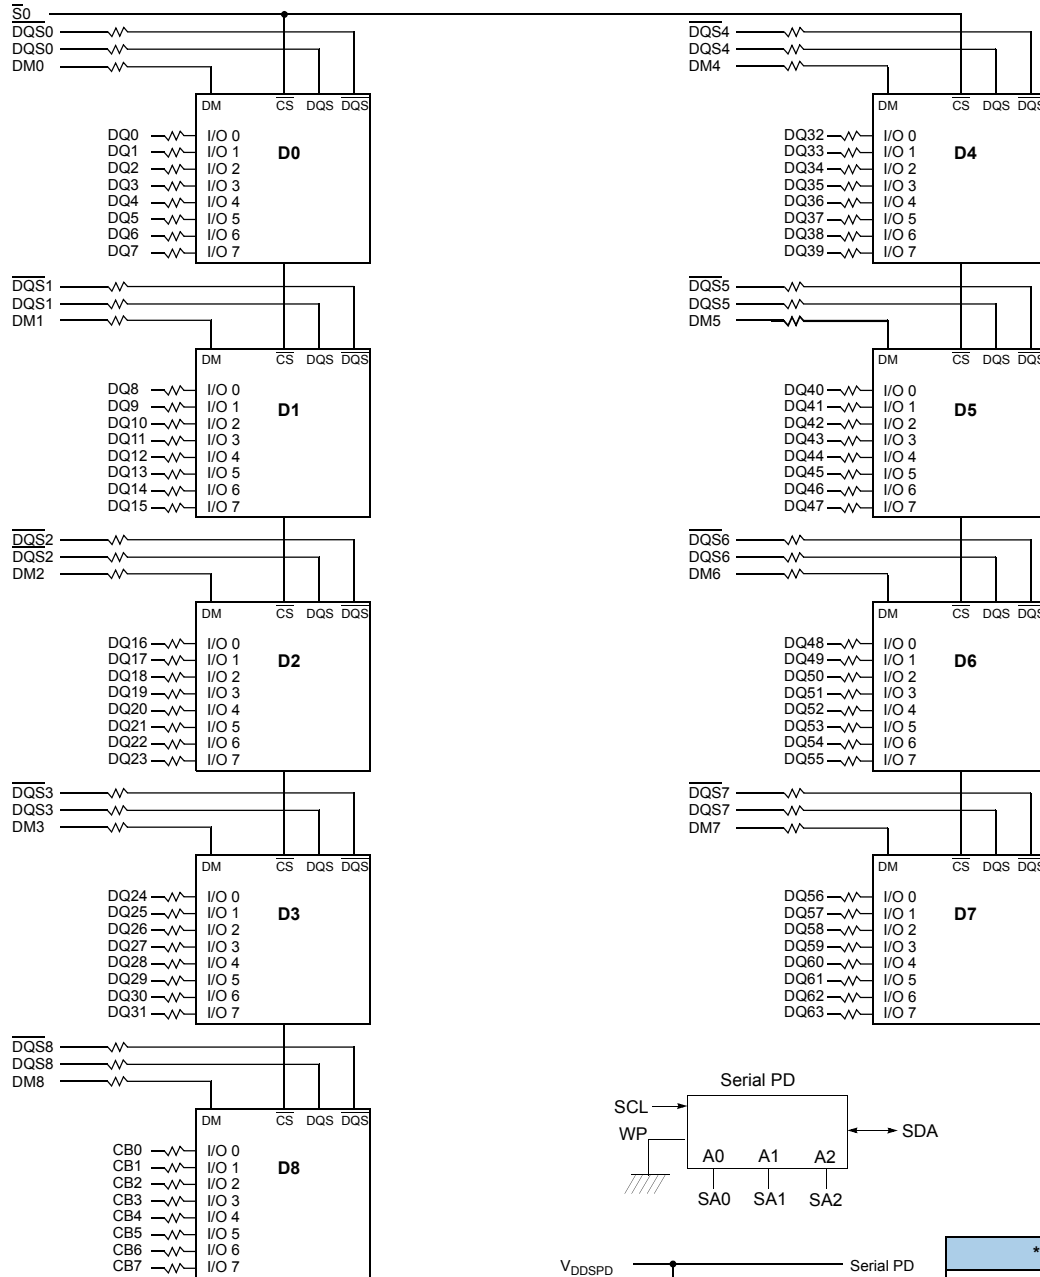 S0
DQS0
DQS0
DM0
DM CS DQS DQS
DQ0 I/O 0
DQ1 I/O 1
D0
DQ2 I/O 2
DQ3 I/O 3
DQ4 I/O 4
DQ5 I/O 5
DQ6 I/O 6
DQ7 I/O 7
DQS1
DQS1
DM1
DM CS DQS DQS
DQ8 I/O 0
DQ9 I/O 1
D1
DQ10 I/O 2
DQ11 I/O 3
DQ12 I/O 4
DQ13 I/O 5
DQ14 I/O 6
DQ15 I/O 7
DQS2
DQS2
DM2
DM CS DQS DQS
DQ16 I/O 0
DQ17 I/O 1
D2
DQ18 I/O 2
DQ19 I/O 3
DQ20 I/O 4
DQ21 I/O 5
DQ22 I/O 6
DQ23 I/O 7
DQS3
DQS3
DM3
DM CS DQS DQS
DQ24 I/O 0
DQ25 I/O 1
D3
DQ26 I/O 2
DQ27 I/O 3
DQ28 I/O 4
DQ29 I/O 5
DQ30 I/O 6
DQ31 I/O 7
DQS8
DQS8
DM8
DM CS DQS DQS
CB0 I/O 0
CB1 I/O 1
D8
CB2 I/O 2
CB3 I/O 3
CB4 I/O 4
CB5 I/O 5
CB6 I/O 6
CB7 I/O 7
DQS4
DQS4
DM4
DM CS DQS DQS
DQ32 I/O 0
DQ33 I/O 1
D4
DQ34 I/O 2
DQ35 I/O 3
DQ36 I/O 4
DQ37 I/O 5
DQ38 I/O 6
DQ39 I/O 7
DQS5
DQS5
DM5
DM CS DQS DQS
DQ40 I/O 0
DQ41 I/O 1
D5
DQ42 I/O 2
DQ43 I/O 3
DQ44 I/O 4
DQ45 I/O 5
DQ46 I/O 6
DQ47 I/O 7
DQS6
DQS6
DM6
DM CS DQS DQS
DQ48 I/O 0
DQ49 I/O 1
D6
DQ50 I/O 2
DQ51 I/O 3
DQ52 I/O 4
DQ53 I/O 5
DQ54 I/O 6
DQ55 I/O 7
DQS7
DQS7
DM7
DM CS DQS DQS
DQ56 I/O 0
DQ57 I/O 1
D7
DQ58 I/O 2
DQ59 I/O 3
DQ60 I/O 4
DQ61 I/O 5
DQ62 I/O 6
DQ63 I/O 7
Serial PD
SCL
WP
SDA
A0 A1 A2
SA0 SA1 SA2
VDDSPD Serial PD
*